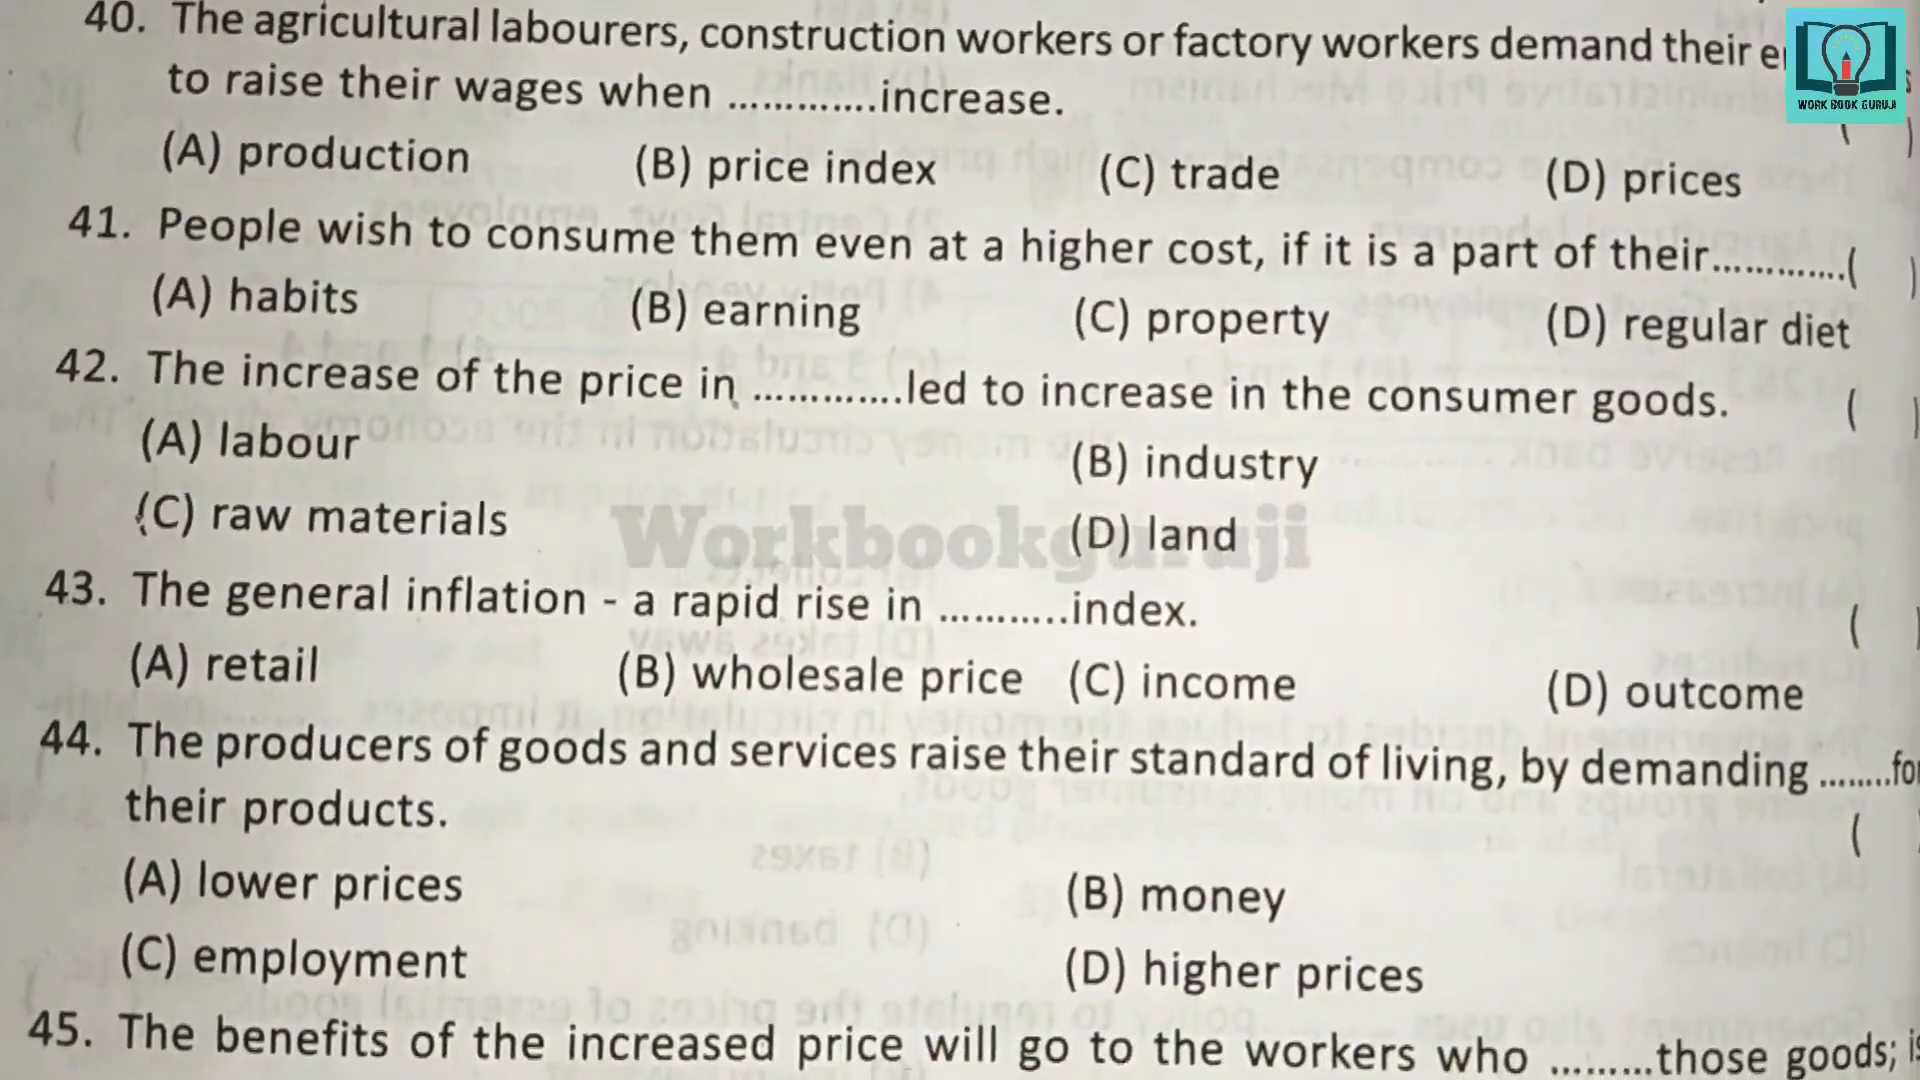 40. The agricultural labourers, construction workers or factory workers demand their
to raise their wages when .............increase.
(A) production (B) price index (C) trade (D) prices
41. People wish to consume them even at a higher cost, if it is a part of their.............( )
(A) habits (B) earning (C) property (D) regular diet
42. The increase of the price in .............led to increase in the consumer goods. ( )
(A) labour (B) industry
(C) raw materials (D) land
43. The general inflation - a rapid rise in ...........index. ( )
(A) retail (B) wholesale price (C) income (D) outcome
44. The producers of goods and services raise their standard of living, by demanding ........for
their products. (
(A) lower prices (B) money
(C) employment (D) higher prices
45. The benefits of the increased price will go to the workers who .........those goods;
WORK BOOK GURUJI
Workbookguruji